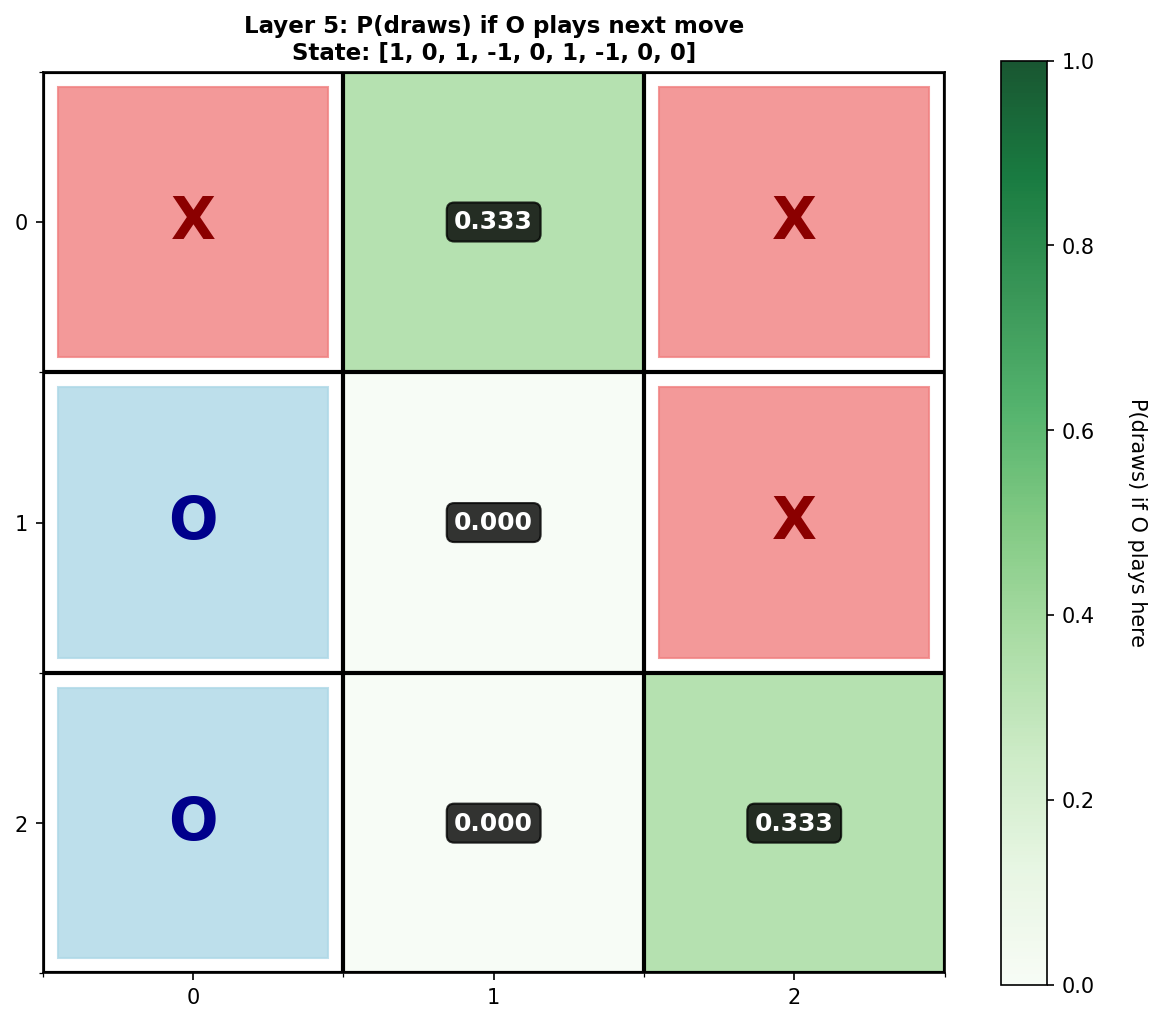 Layer 5: P(draws) if O plays next move
State: [1, 0, 1, -1, 0, 1, -1, 0, 0]
X
0.333
X
0
O
0.000
X
1
O
0.000
0.333
2
0
1
2
1.0
0.8
0.6
0.4
0.2
0.0
P(draws) if O plays here